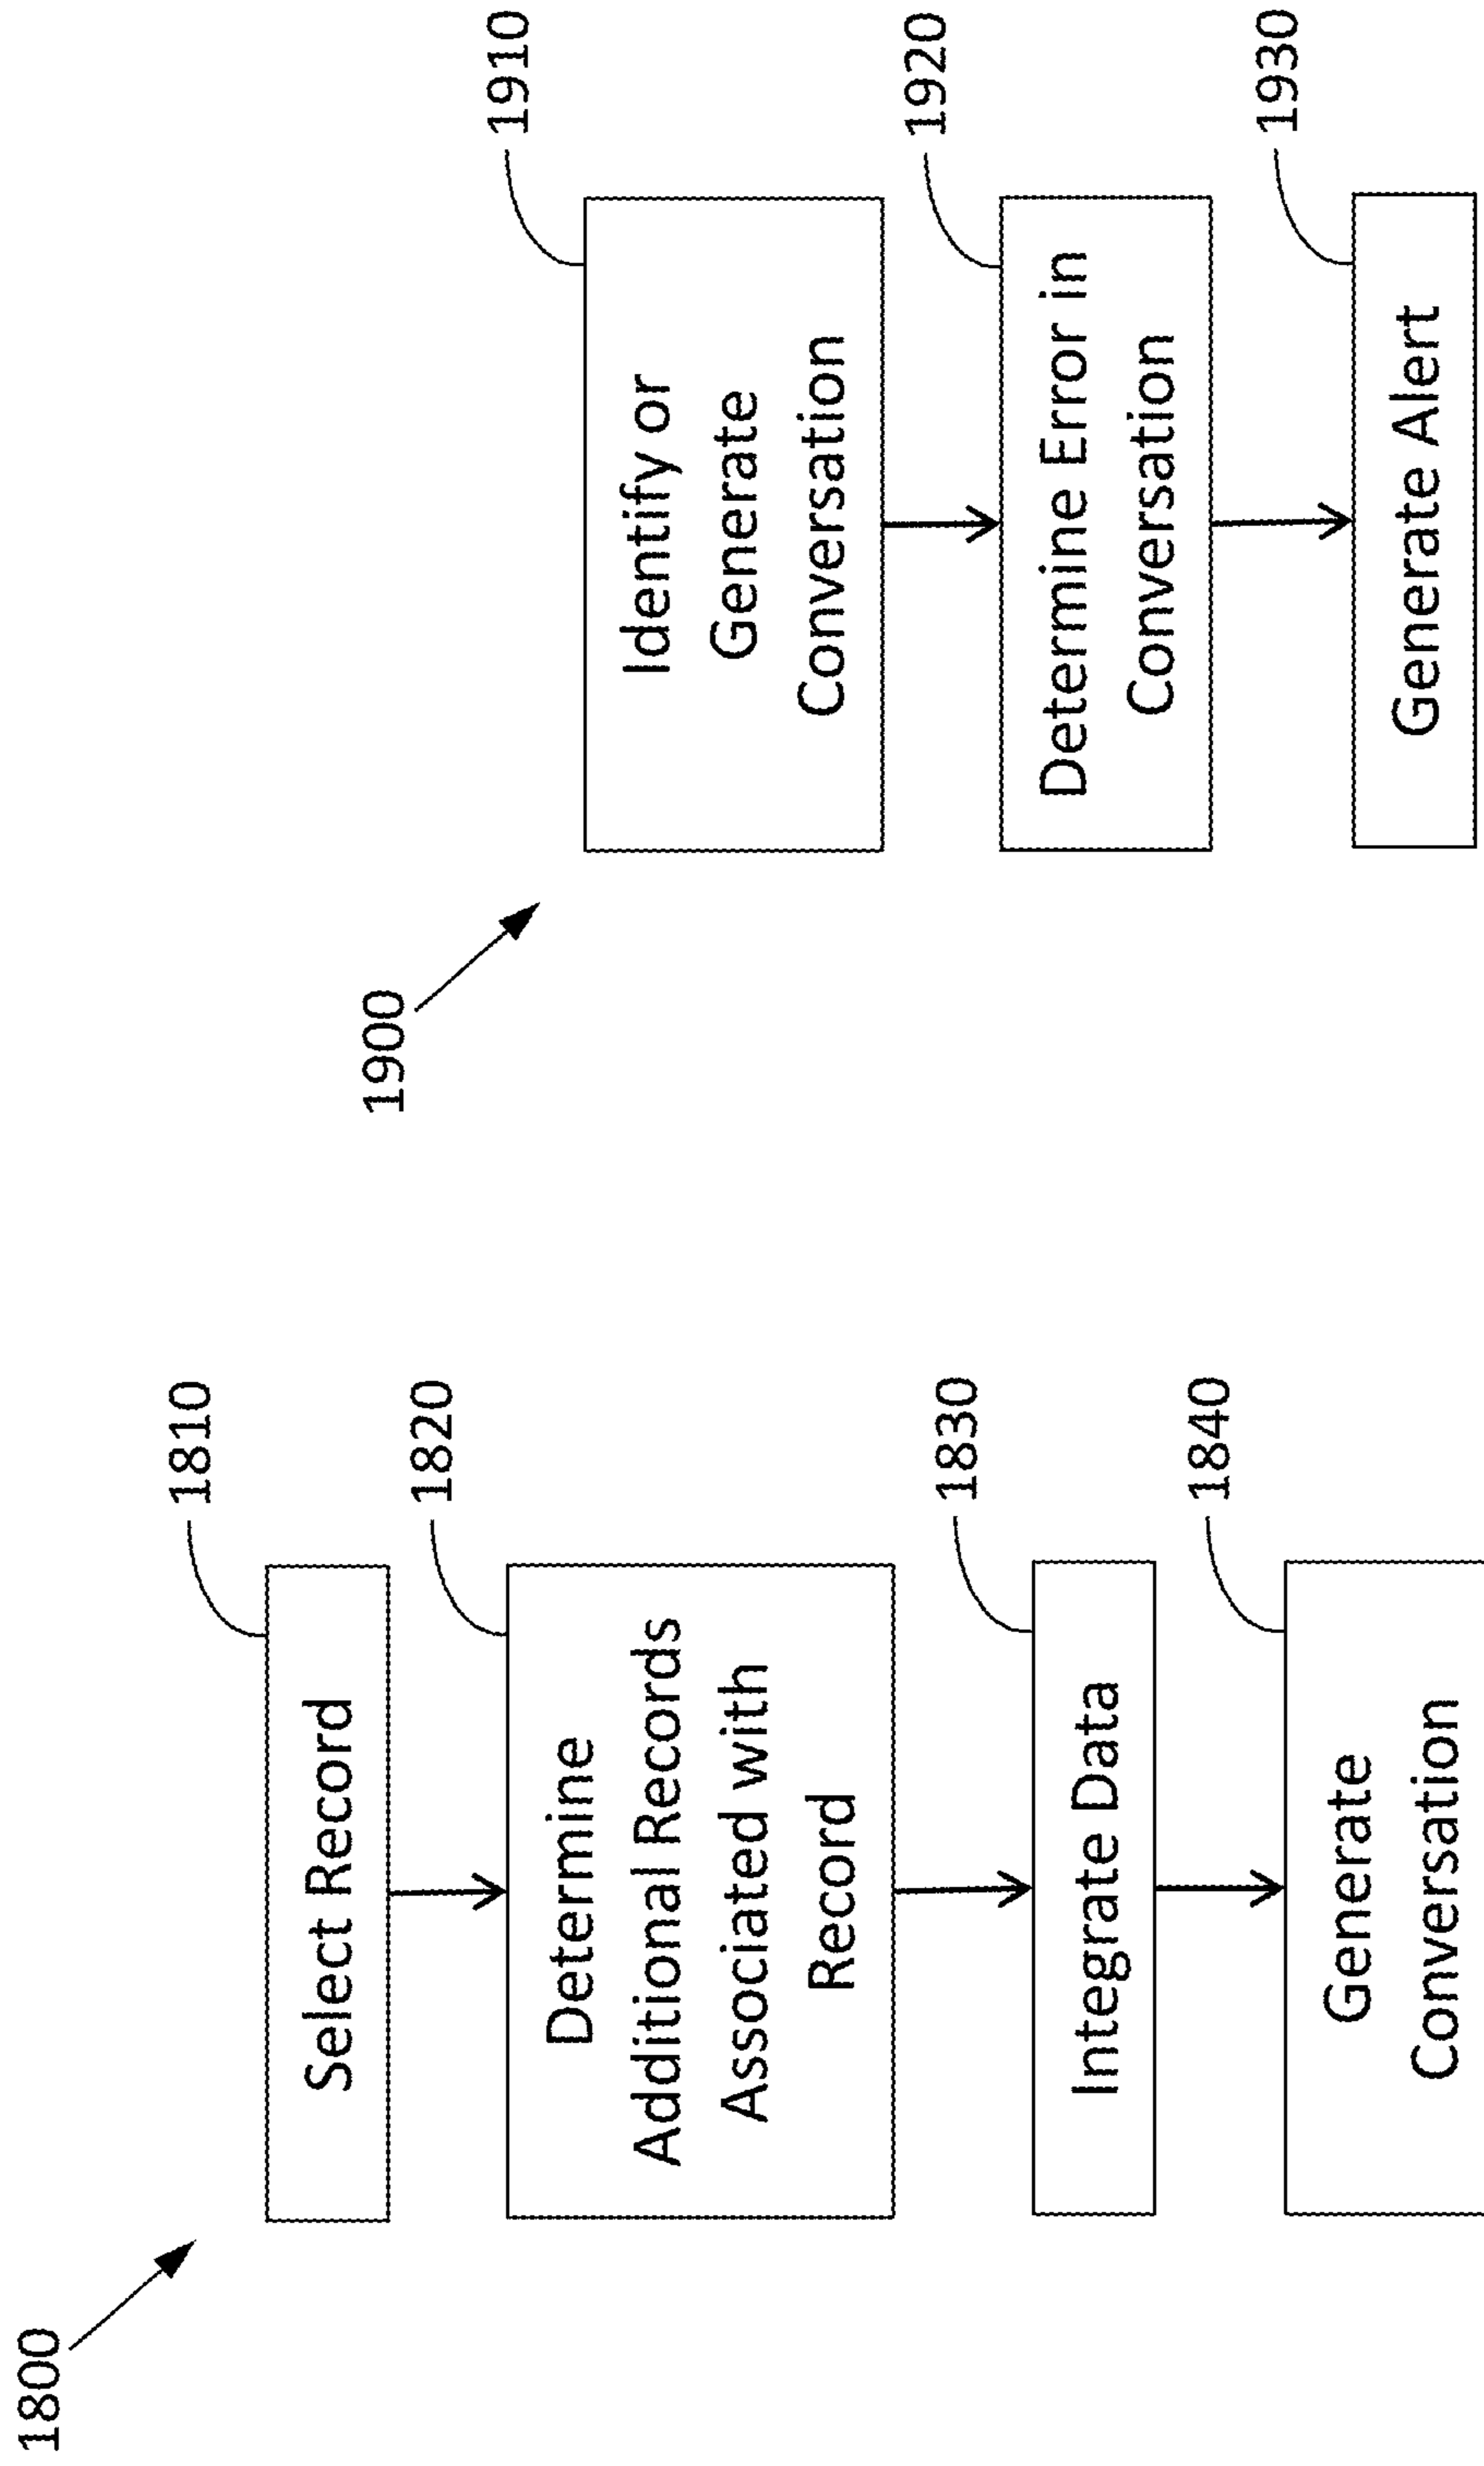 1800
1810
Select Record
1820
Determine
Additional Records
Associated with
Record
1830
Integrate Data
1840
Generate
Conversation
1900
1910
Identify or
Generate
Conversation
1920
Determine Error in
Conversation
1930
Generate Alert